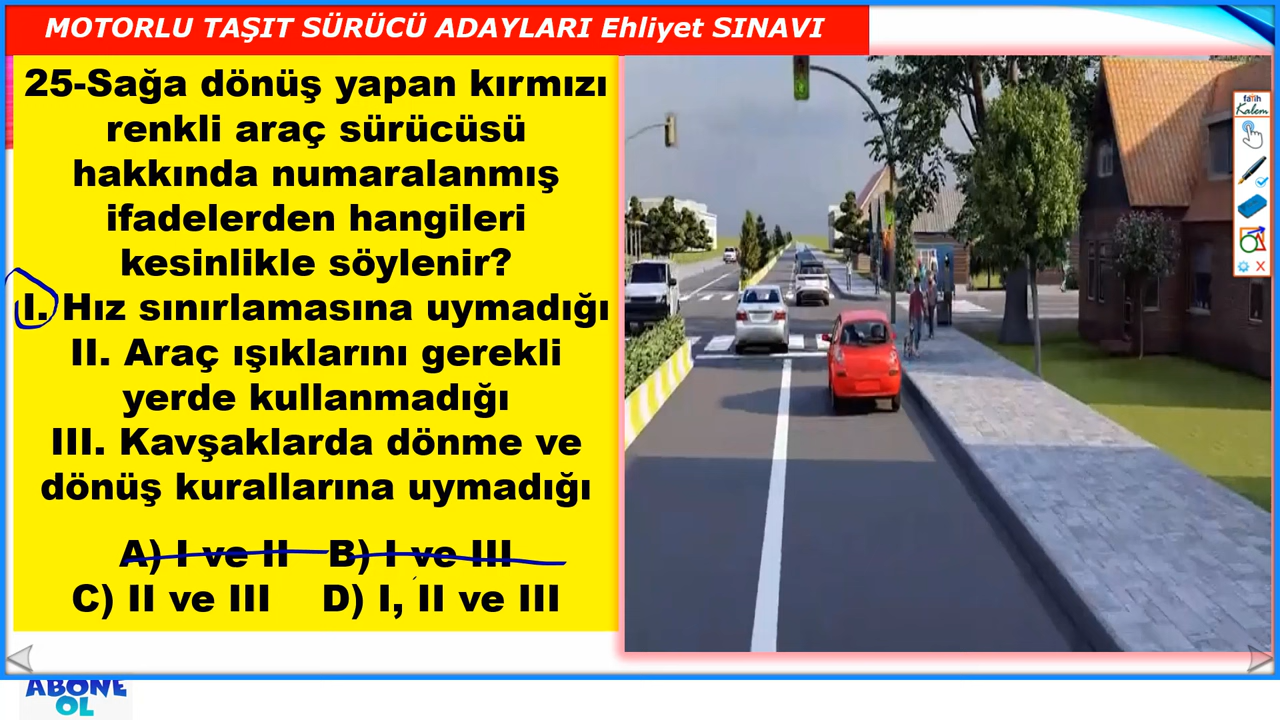 MOTORLU TAŞIT SÜRÜCÜ ADAYLARI Ehliyet SINAVI
25-Sağa dönüş yapan kırmızı
renkli araç sürücüsü
hakkında numaralanmış
ifadelerden hangileri
kesinlikle söylenir?
I. Hız sınırlamasına uymadığı
II. Araç ışıklarını gerekli
yerde kullanmadığı
III. Kavşaklarda dönme ve
dönüş kurallarına uymadığı
A) I ve II B) I ve III
C) II ve III D) I, II ve III
fatih
Kalem
ABONE
OL